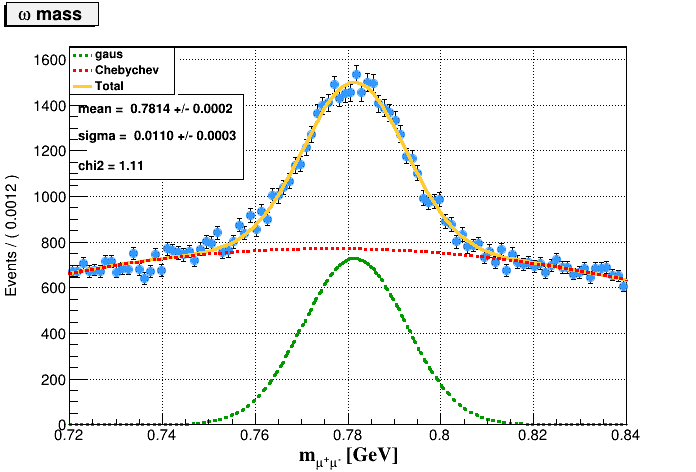 ω mass
gaus
Chebychev
Total
mean = 0.7814 +/- 0.0002
sigma = 0.0110 +/- 0.0003
chi2 = 1.11
Events / ( 0.0012 )
1600
1400
1200
1000
800
600
400
200
0
0.72 0.74 0.76 0.78 0.8 0.82 0.84
m_{μ⁺μ⁻} [GeV]